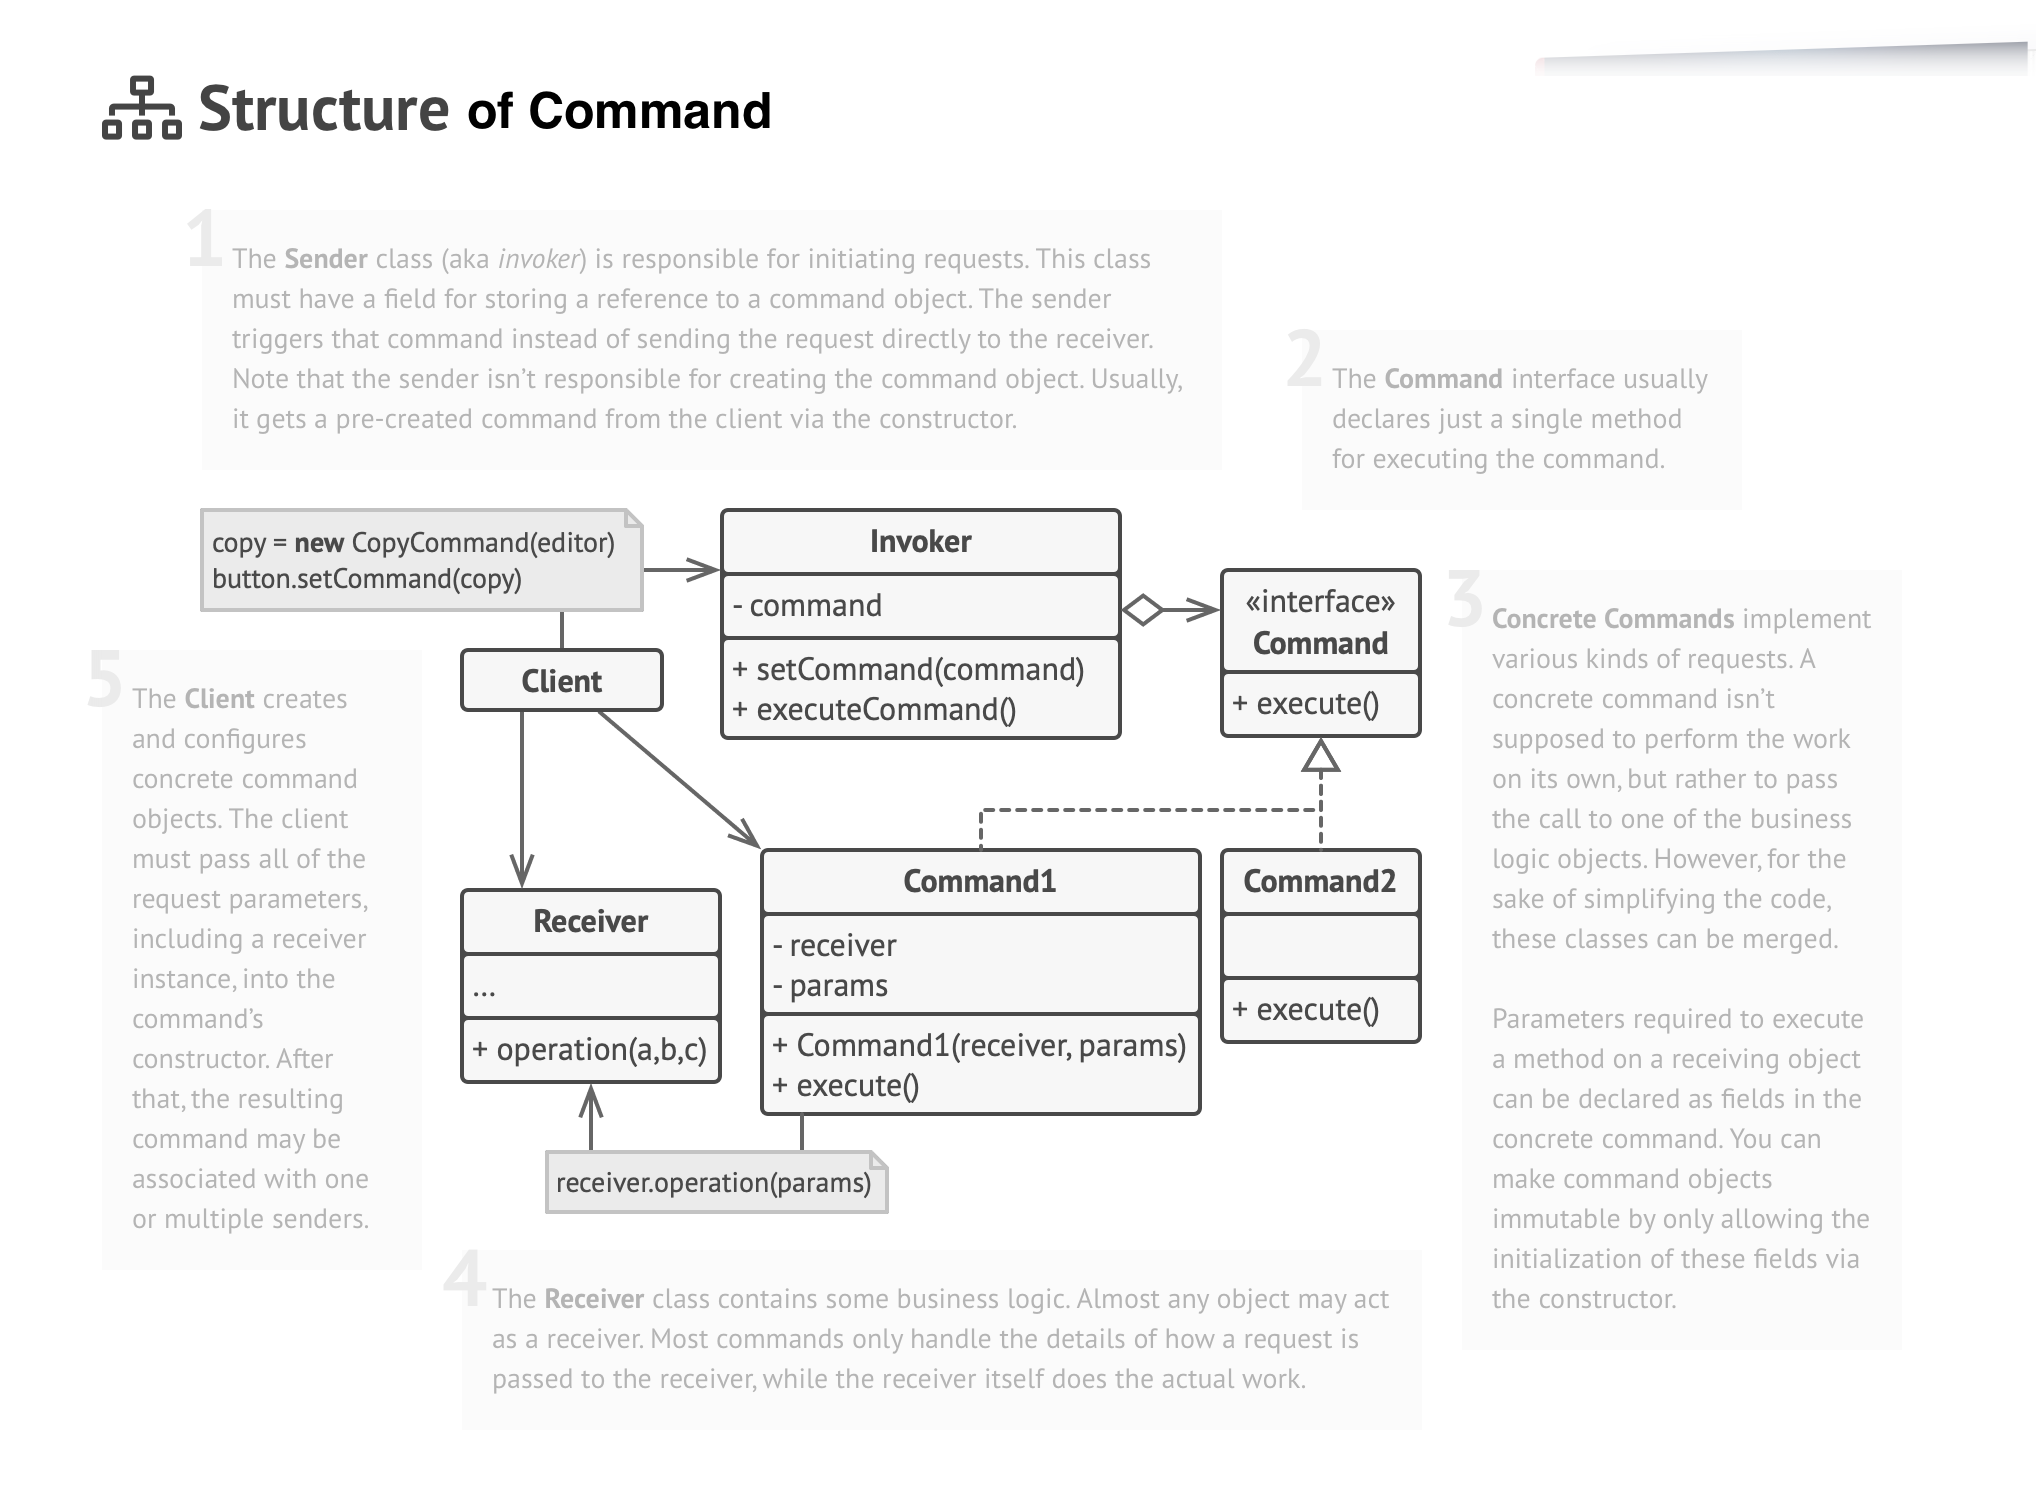 Structure of Command
1
The Sender class (aka invoker) is responsible for initiating requests. This class
must have a field for storing a reference to a command object. The sender
triggers that command instead of sending the request directly to the receiver.
Note that the sender isn’t responsible for creating the command object. Usually,
it gets a pre-created command from the client via the constructor.
2
The Command interface usually
declares just a single method
for executing the command.
copy = new CopyCommand(editor)
button.setCommand(copy)
Invoker
- command
+ setCommand(command)
+ executeCommand()
«interface»
Command
+ execute()
3
Concrete Commands implement
various kinds of requests. A
concrete command isn’t
supposed to perform the work
on its own, but rather to pass
the call to one of the business
logic objects. However, for the
sake of simplifying the code,
these classes can be merged.
Parameters required to execute
a method on a receiving object
can be declared as fields in the
concrete command. You can
make command objects
immutable by only allowing the
initialization of these fields via
the constructor.
Client
5
The Client creates
and configures
concrete command
objects. The client
must pass all of the
request parameters,
including a receiver
instance, into the
command’s
constructor. After
that, the resulting
command may be
associated with one
or multiple senders.
Receiver
...
+ operation(a,b,c)
Command1
- receiver
- params
+ Command1(receiver, params)
+ execute()
Command2
+ execute()
receiver.operation(params)
4
The Receiver class contains some business logic. Almost any object may act
as a receiver. Most commands only handle the details of how a request is
passed to the receiver, while the receiver itself does the actual work.